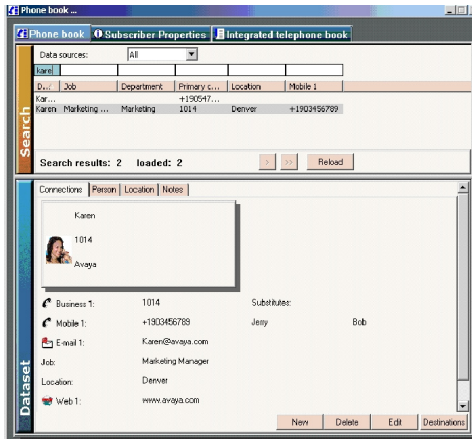 Phone book ...
Phone book Subscriber Properties Integrated telephone book
Data sources: All
kare
D... Job Department Primary c... Location Mobile 1
Kar... +190547...
Karen Marketing ... Marketing 1014 Denver +1903456789
Search
Search results: 2 loaded: 2 > >> Reload
Connections Person Location Notes
Karen
1014
Avaya
Business 1: 1014 Substitutes:
Mobile 1: +1903456789 Jerry Bob
E-mail 1: Karen@avaya.com
Job: Marketing Manager
Location: Denver
Web 1: www.avaya.com
Dataset
New Delete Edit Destinations